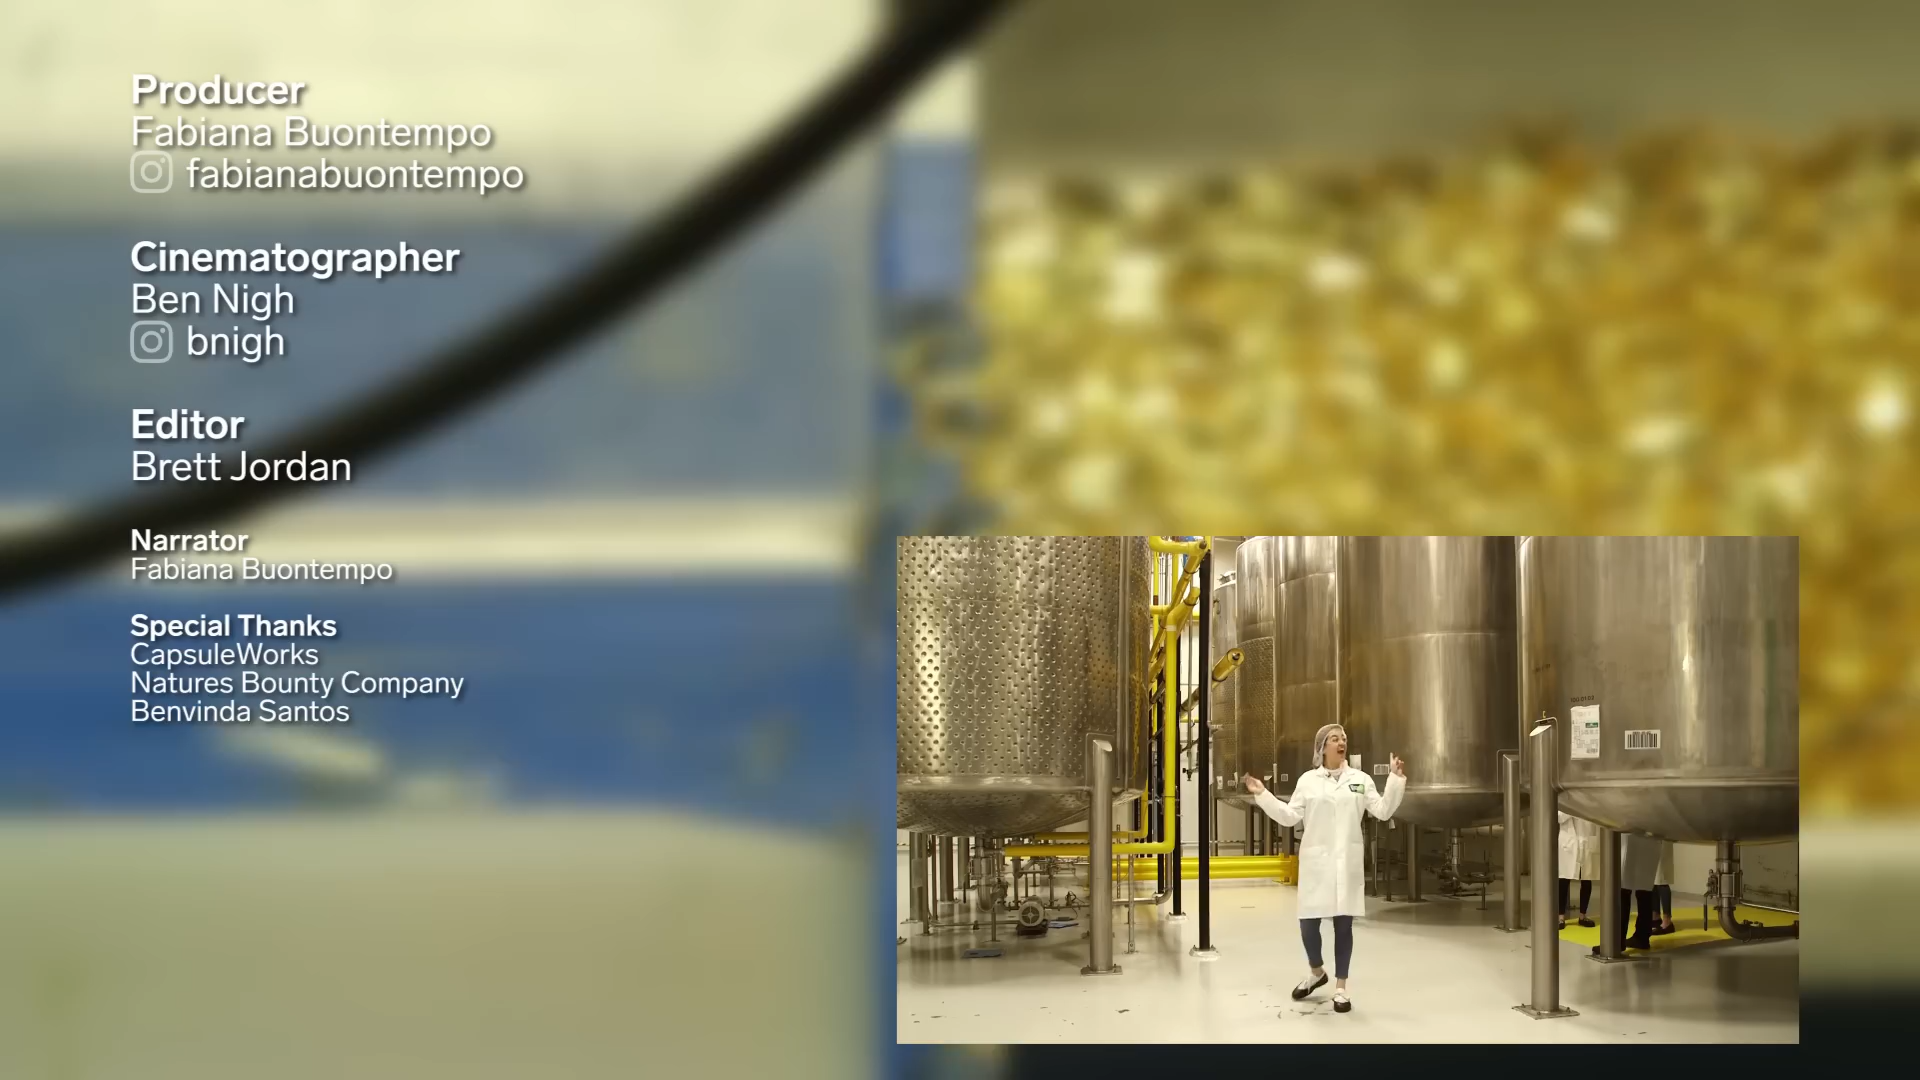 Producer
Fabiana Buontempo
fabianabuontempo
Cinematographer
Ben Nigh
bnigh
Editor
Brett Jordan
Narrator
Fabiana Buontempo
Special Thanks
CapsuleWorks
Natures Bounty Company
Benvinda Santos